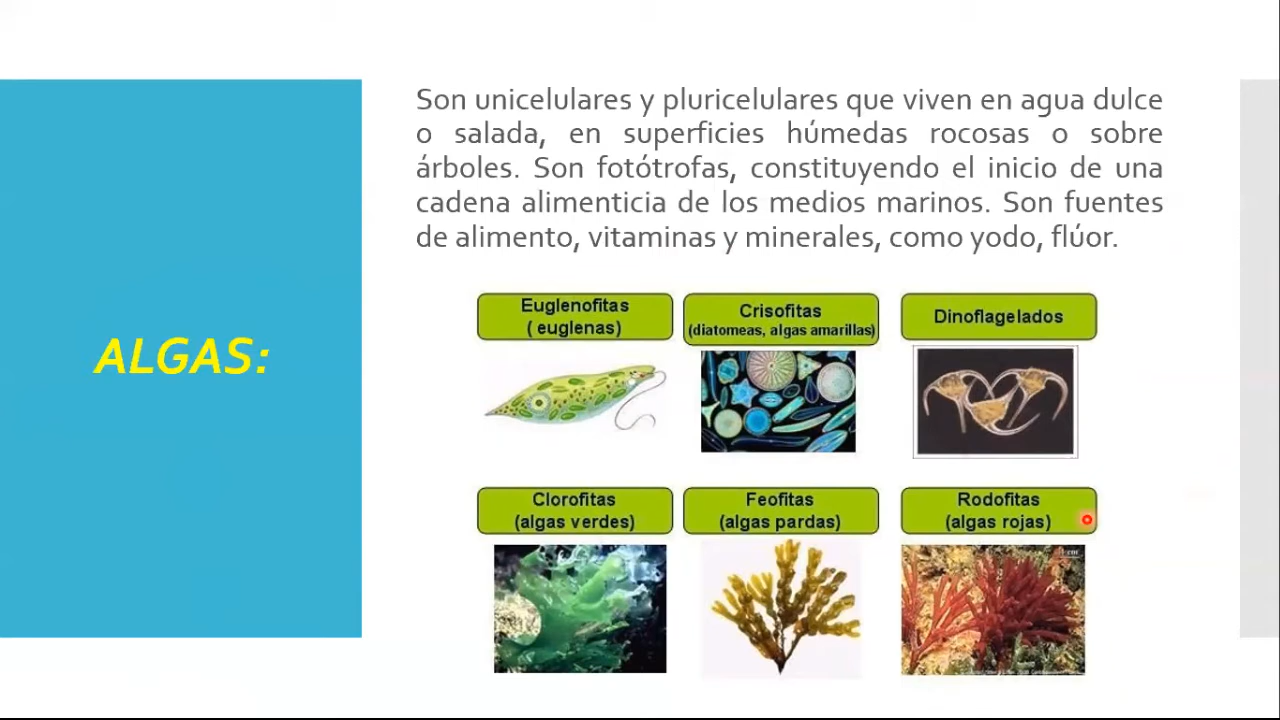 Son unicelulares y pluricelulares que viven en agua dulce
o salada, en superficies húmedas rocosas o sobre
árboles. Son fotótrofas, constituyendo el inicio de una
cadena alimenticia de los medios marinos. Son fuentes
de alimento, vitaminas y minerales, como yodo, flúor.
ALGAS:
Euglenofitas
( euglenas)
Crisofitas
(diatomeas, algas amarillas)
Dinoflagelados
Clorofitas
(algas verdes)
Feofitas
(algas pardas)
Rodofitas
(algas rojas)